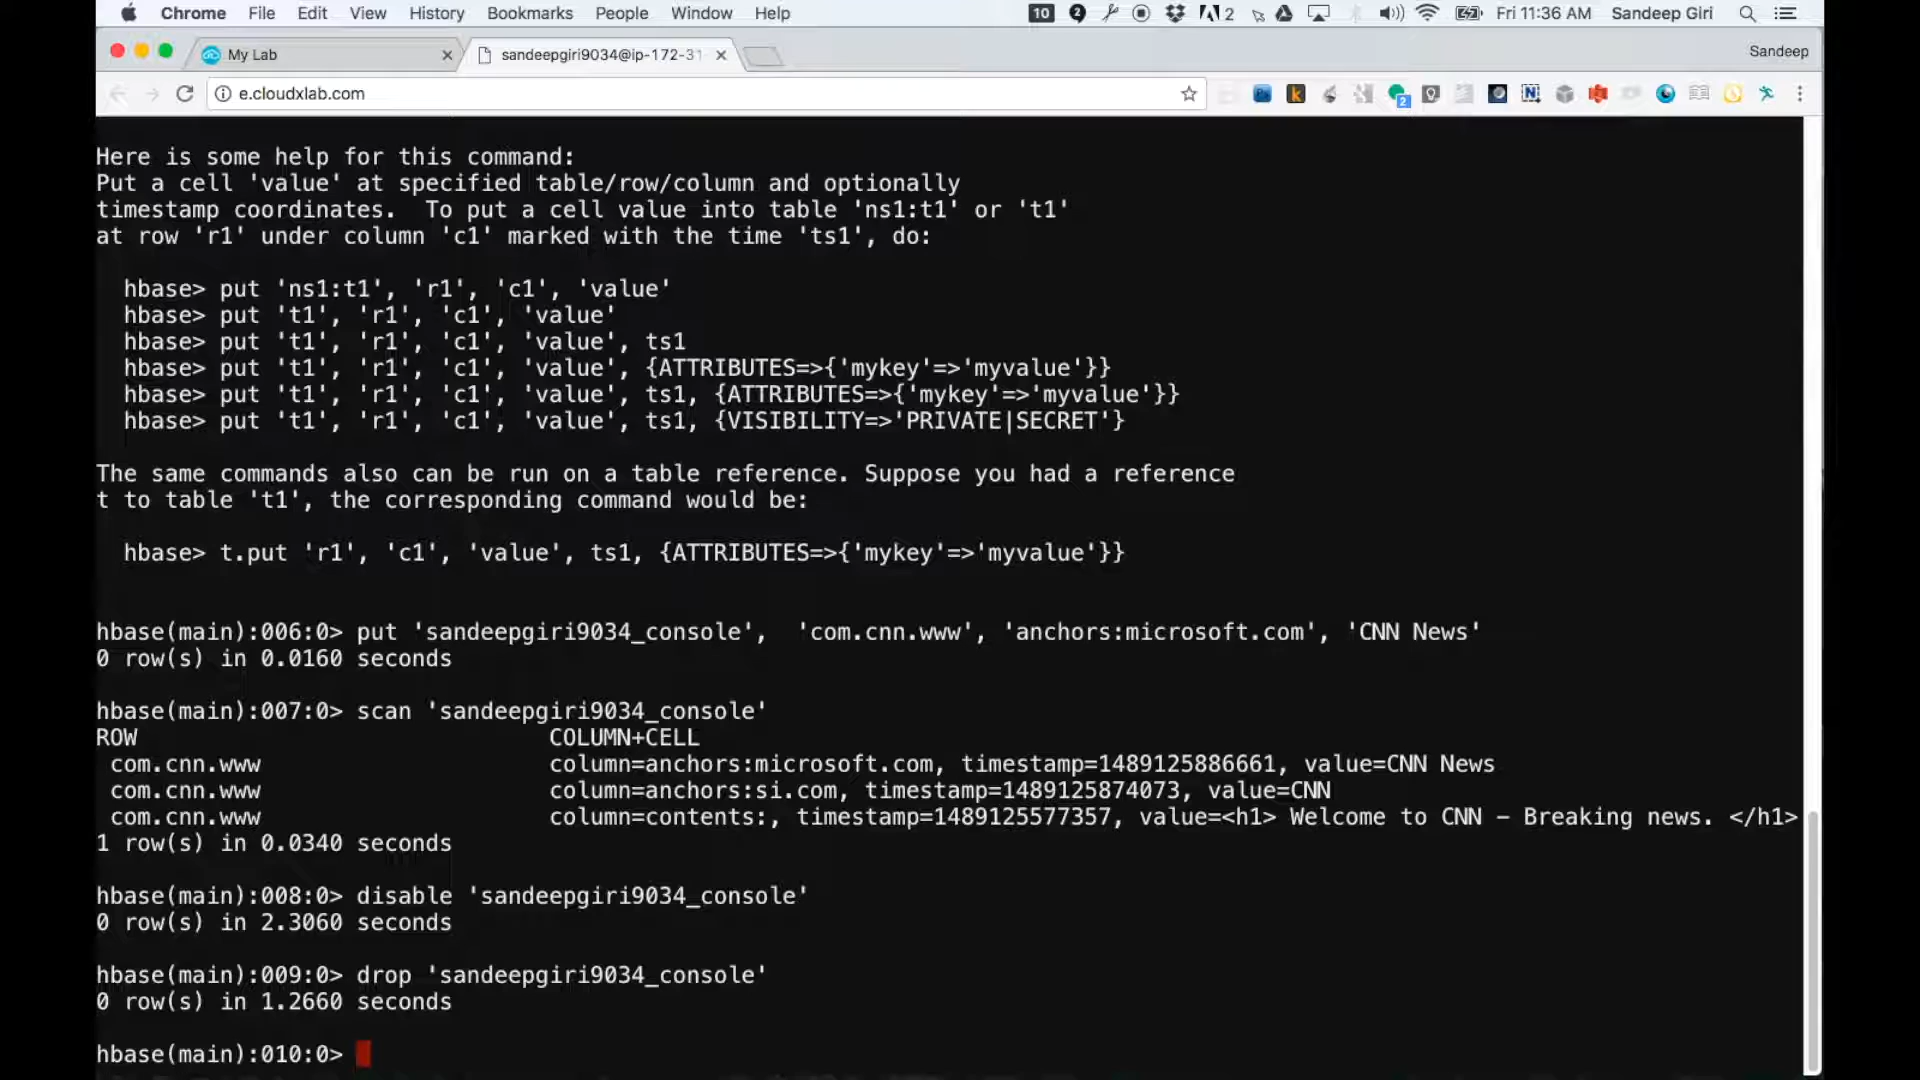 Chrome File Edit View History Bookmarks People Window Help 10 2 2 Fri 11:36 AM Sandeep Giri
My Lab sandeepgiri9034@ip-172-31 Sandeep
e.cloudxlab.com
Here is some help for this command:
Put a cell 'value' at specified table/row/column and optionally
timestamp coordinates.  To put a cell value into table 'ns1:t1' or 't1'
at row 'r1' under column 'c1' marked with the time 'ts1', do:
hbase> put 'ns1:t1', 'r1', 'c1', 'value'
hbase> put 't1', 'r1', 'c1', 'value'
hbase> put 't1', 'r1', 'c1', 'value', ts1
hbase> put 't1', 'r1', 'c1', 'value', {ATTRIBUTES=>{'mykey'=>'myvalue'}}
hbase> put 't1', 'r1', 'c1', 'value', ts1, {ATTRIBUTES=>{'mykey'=>'myvalue'}}
hbase> put 't1', 'r1', 'c1', 'value', ts1, {VISIBILITY=>'PRIVATE|SECRET'}
The same commands also can be run on a table reference. Suppose you had a reference
t to table 't1', the corresponding command would be:
hbase> t.put 'r1', 'c1', 'value', ts1, {ATTRIBUTES=>{'mykey'=>'myvalue'}}
hbase(main):006:0> put 'sandeepgiri9034_console',  'com.cnn.www', 'anchors:microsoft.com', 'CNN News'
0 row(s) in 0.0160 seconds
hbase(main):007:0> scan 'sandeepgiri9034_console'
ROW COLUMN+CELL
com.cnn.www column=anchors:microsoft.com, timestamp=1489125886661, value=CNN News
com.cnn.www column=anchors:si.com, timestamp=1489125874073, value=CNN
com.cnn.www column=contents:, timestamp=1489125577357, value=<h1> Welcome to CNN – Breaking news. </h1>
1 row(s) in 0.0340 seconds
hbase(main):008:0> disable 'sandeepgiri9034_console'
0 row(s) in 2.3060 seconds
hbase(main):009:0> drop 'sandeepgiri9034_console'
0 row(s) in 1.2660 seconds
hbase(main):010:0>